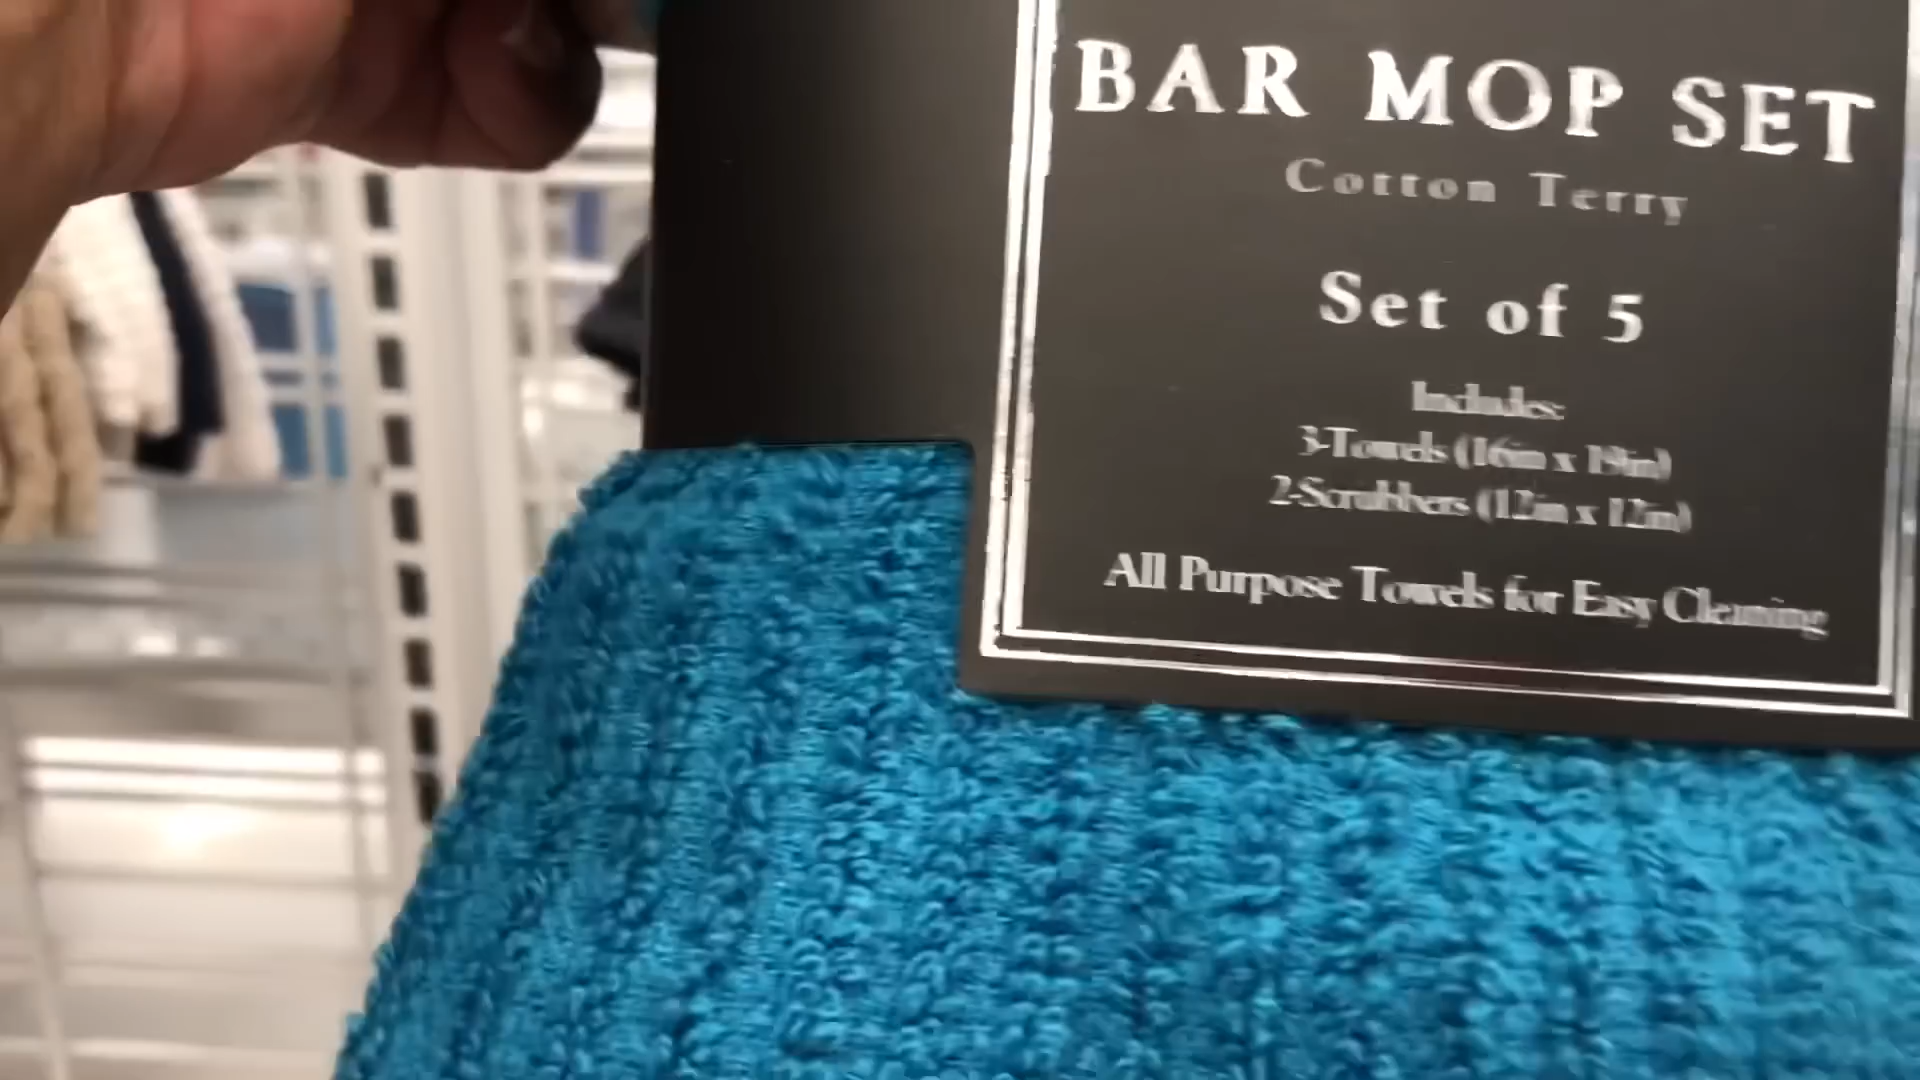 BAR MOP SET
Cotton Terry
Set of 5
Includes:
3-Towels (16in x 19in)
2-Scrubbers (12in x 12in)
All Purpose Towels for Easy Cleaning